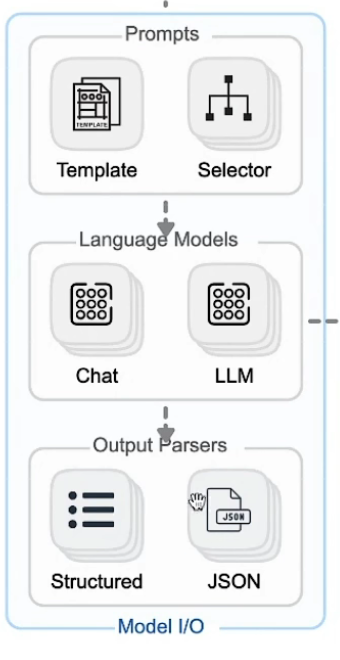 Prompts
TEMPLATE
Template
Selector
Language Models
Chat
LLM
Output Parsers
JSON
Structured
JSON
Model I/O